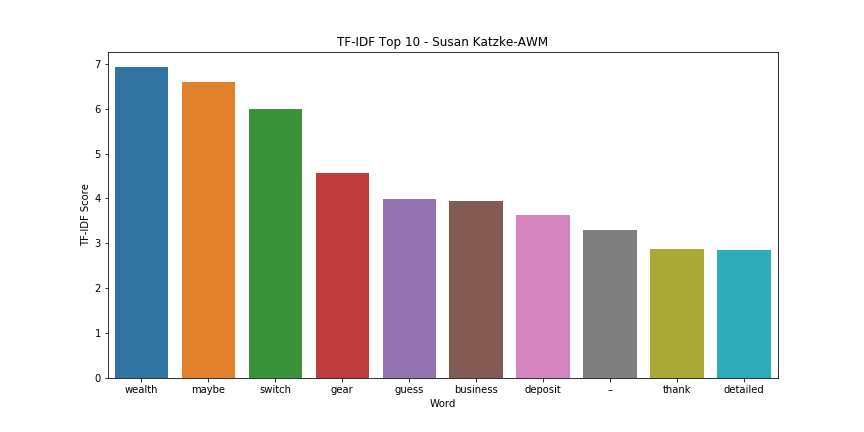 TF-IDF Top 10 - Susan Katzke-AWM
TF-IDF Score
7
6
5
4
3
2
1
0
wealth maybe switch gear guess business deposit – thank detailed
Word